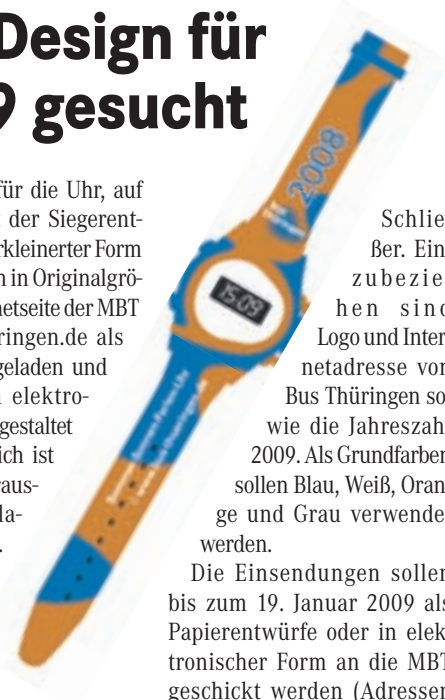 Design für
9 gesucht
für die Uhr, auf
der Siegerent-
rkleinerter Form
in Originalgrö-
netseite der MBT
ringen.de als
geladen und
elektro-
gestaltet
ich ist
raus-
la-
2008
15:09
Schlie
ßer. Ein
zubezie
hen sind
Logo und Inter
netadresse von
Bus Thüringen so
wie die Jahreszahl
2009. Als Grundfarben
sollen Blau, Weiß, Oran
ge und Grau verwende
werden.
Die Einsendungen sollen
bis zum 19. Januar 2009 als
Papierentwürfe oder in elek
tronischer Form an die MBT
geschickt werden (Adressen